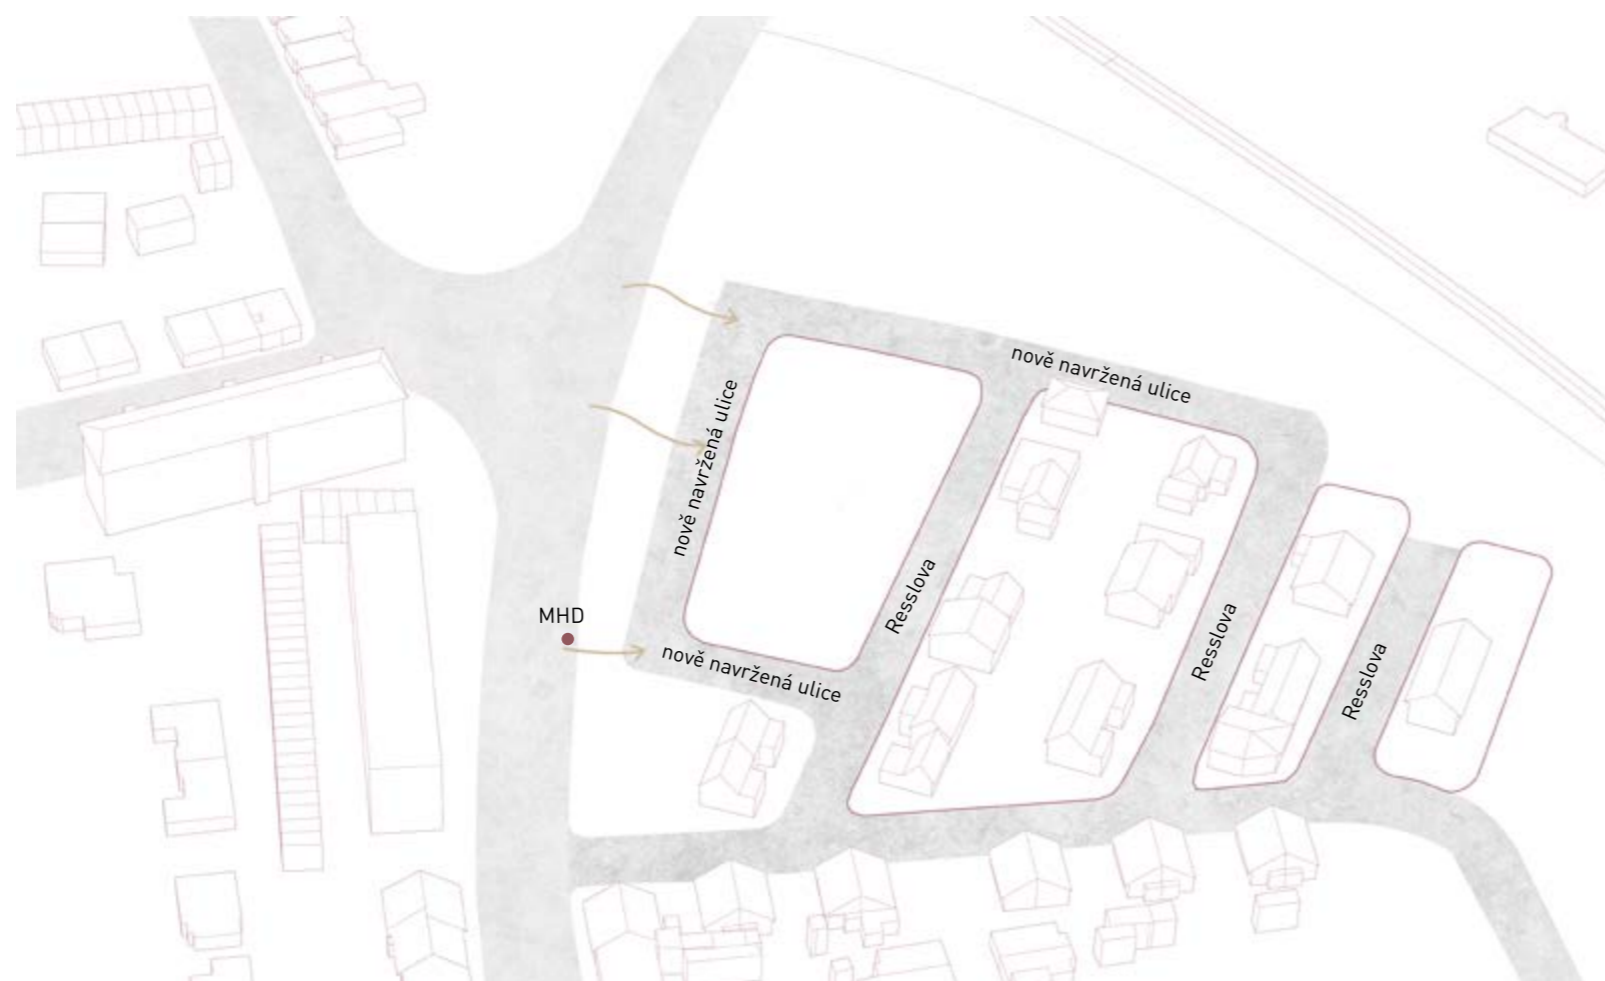 nově navržená ulice
nově navržená ulice
Resslova
MHD
Resslova
nově navržená ulice
Resslova